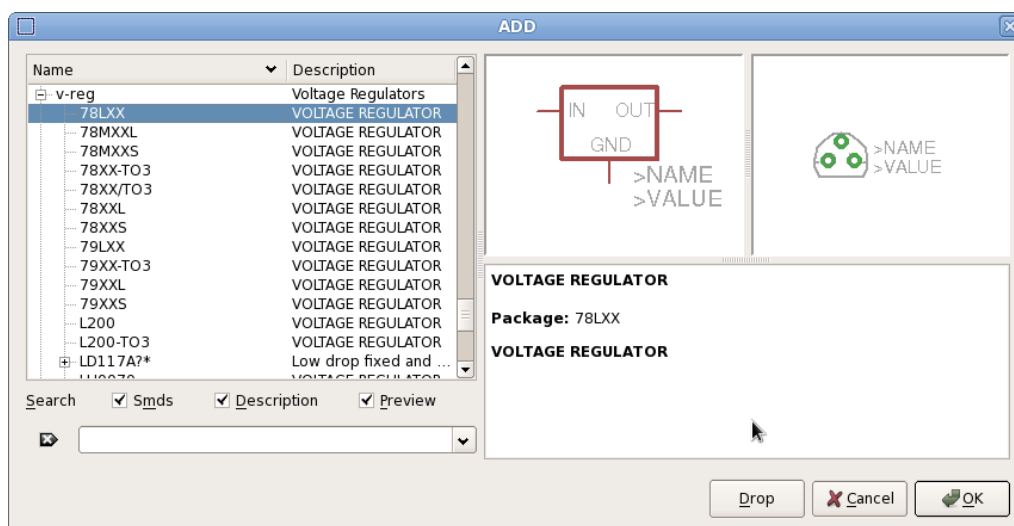 ADD
Name Description
v-reg Voltage Regulators
78LXX VOLTAGE REGULATOR
78MXXL VOLTAGE REGULATOR
78MXXS VOLTAGE REGULATOR
78XX-TO3 VOLTAGE REGULATOR
78XX/TO3 VOLTAGE REGULATOR
78XXL VOLTAGE REGULATOR
78XXS VOLTAGE REGULATOR
79LXX VOLTAGE REGULATOR
79XX-TO3 VOLTAGE REGULATOR
79XXL VOLTAGE REGULATOR
79XXS VOLTAGE REGULATOR
L200 VOLTAGE REGULATOR
L200-TO3 VOLTAGE REGULATOR
LD117A?* Low drop fixed and ...
VOLTAGE REGULATOR
Search Smds Description Preview
IN OUT
GND
>NAME
>VALUE
>NAME
>VALUE
VOLTAGE REGULATOR
Package: 78LXX
VOLTAGE REGULATOR
Drop Cancel OK